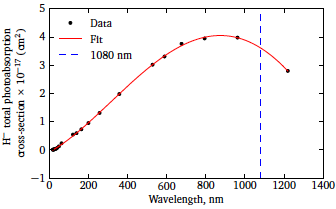 5
4
3
2
1
0
−1
Data
Fit
1080 nm
H− total photoabsorption
cross-section × 10−17 (cm2)
0 200 400 600 800 1000 1200 1400
Wavelength, nm